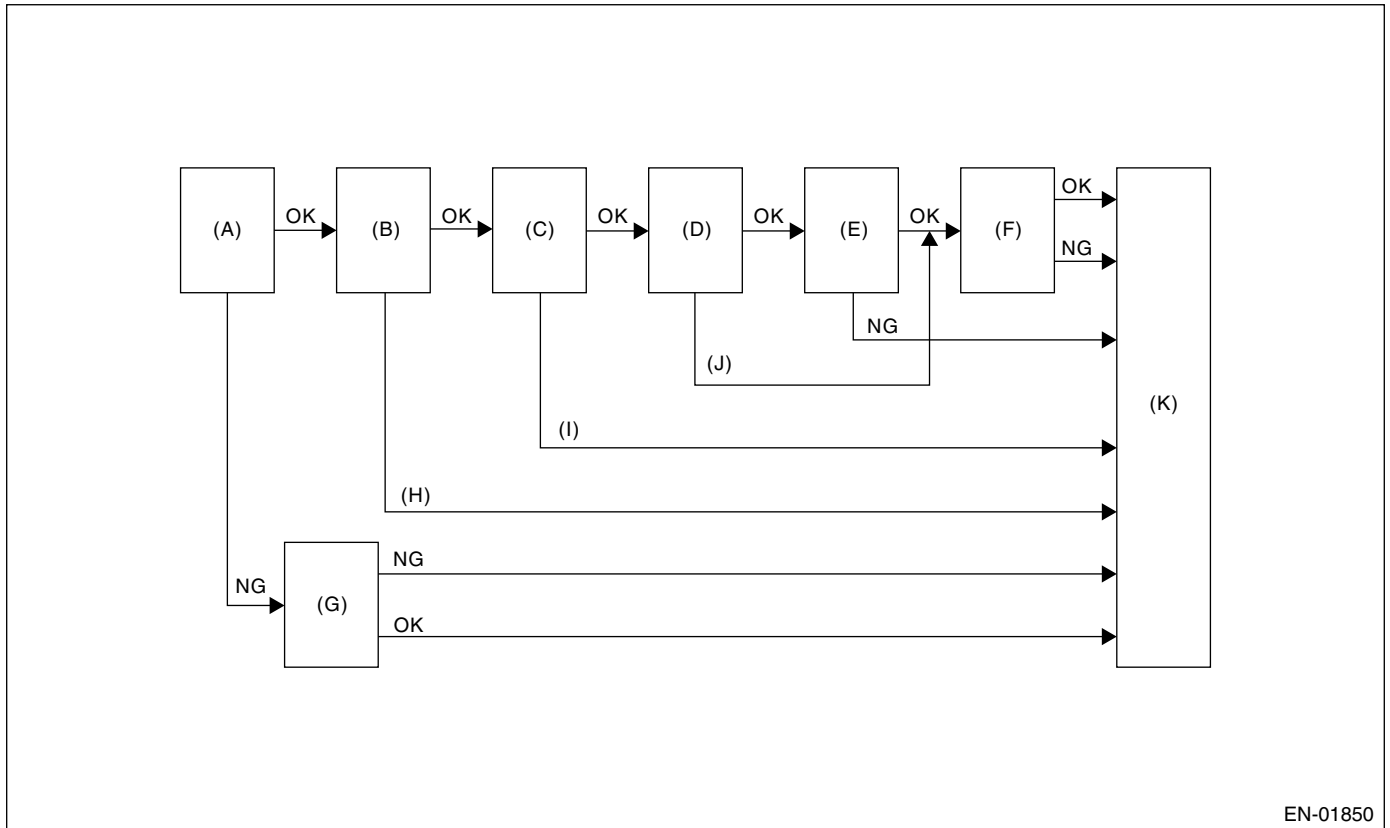 (A) OK (B) OK (C) OK (D) OK (E) OK (F) OK
NG
NG
(J)
(K)
(I)
(H)
NG
NG (G)
OK
EN-01850